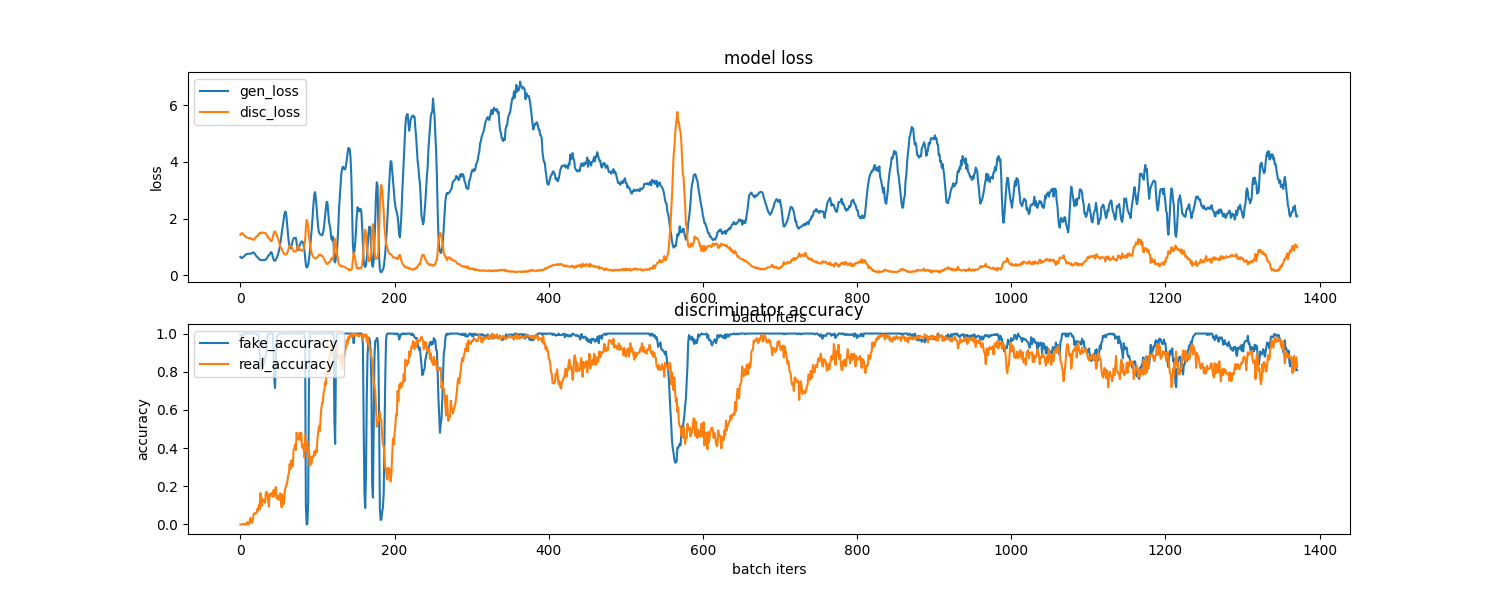 model loss
gen_loss
disc_loss
loss
6
4
2
0
0 200 400 600 800 1000 1200 1400
batch iters
discriminator accuracy
fake_accuracy
real_accuracy
accuracy
1.0
0.8
0.6
0.4
0.2
0.0
0 200 400 600 800 1000 1200 1400
batch iters